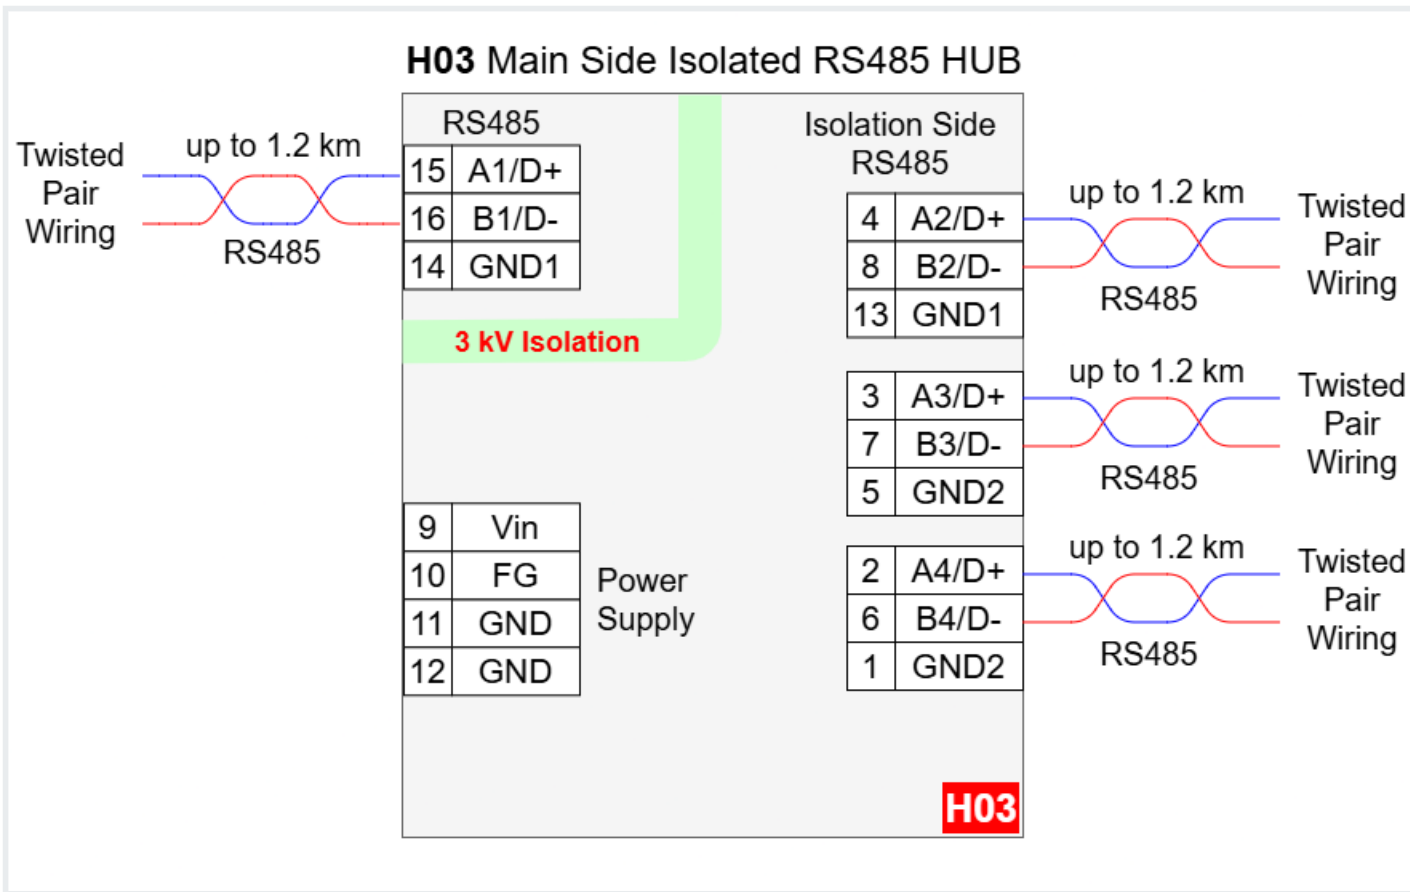 H03 Main Side Isolated RS485 HUB
RS485
15 A1/D+
16 B1/D-
14 GND1
Twisted
Pair
Wiring
up to 1.2 km
RS485
3 kV Isolation
9 Vin
10 FG
11 GND
12 GND
Power
Supply
Isolation Side
RS485
4 A2/D+
8 B2/D-
13 GND1
up to 1.2 km
RS485
Twisted
Pair
Wiring
3 A3/D+
7 B3/D-
5 GND2
up to 1.2 km
RS485
Twisted
Pair
Wiring
2 A4/D+
6 B4/D-
1 GND2
up to 1.2 km
RS485
Twisted
Pair
Wiring
H03